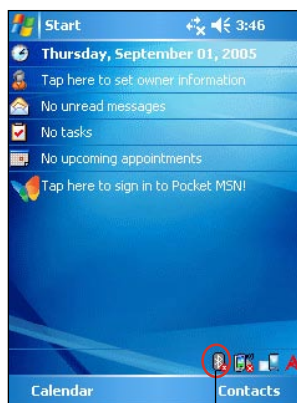 Start 3:46
Thursday, September 01, 2005
Tap here to set owner information
No unread messages
No tasks
No upcoming appointments
Tap here to sign in to Pocket MSN!
A
Calendar Contacts